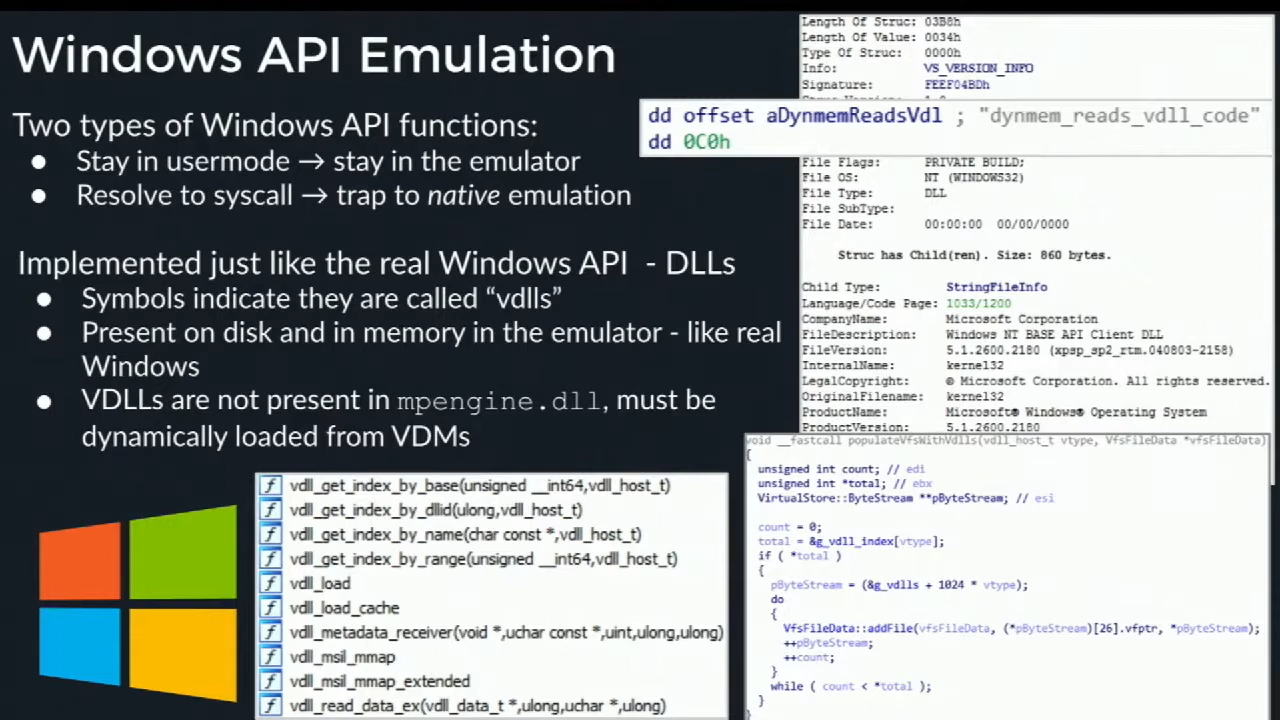 Windows API Emulation
Two types of Windows API functions:
● Stay in usermode → stay in the emulator
● Resolve to syscall → trap to native emulation
Implemented just like the real Windows API - DLLs
● Symbols indicate they are called “vdlls”
● Present on disk and in memory in the emulator - like real
Windows
● VDLLs are not present in mpengine.dll, must be
dynamically loaded from VDMs
Length Of Struc: 03B8h
Length Of Value: 0034h
Type Of Struc: 0000h
Info: VS_VERSION_INFO
Signature: FEEF04BDh
dd offset aDynmemReadsVdl ; "dynmem_reads_vdll_code"
dd 0C0h
File Flags: PRIVATE BUILD;
File OS: NT (WINDOWS32)
File Type: DLL
File SubType:
File Date: 00:00:00 00/00/0000
Struc has Child(ren). Size: 860 bytes.
Child Type: StringFileInfo
Language/Code Page: 1033/1200
CompanyName: Microsoft Corporation
FileDescription: Windows NT BASE API Client DLL
FileVersion: 5.1.2600.2180 (xpsp_sp2_rtm.040803-2158)
InternalName: kernel32
LegalCopyright: © Microsoft Corporation. All rights reserved.
OriginalFilename: kernel32
ProductName: Microsoft® Windows® Operating System
ProductVersion: 5.1.2600.2180
f vdll_get_index_by_base(unsigned __int64,vdll_host_t)
f vdll_get_index_by_dllid(ulong,vdll_host_t)
f vdll_get_index_by_name(char const *,vdll_host_t)
f vdll_get_index_by_range(unsigned __int64,vdll_host_t)
f vdll_load
f vdll_load_cache
f vdll_metadata_receiver(void *,uchar const *,uint,ulong,ulong)
f vdll_msil_mmap
f vdll_msil_mmap_extended
f vdll_read_data_ex(vdll_data_t *,ulong,uchar *,ulong)
void __fastcall populateVfsWithVdlls(vdll_host_t vtype, VfsFileData *vfsFileData)
{
unsigned int count; // edi
unsigned int *total; // ebx
VirtualStore::ByteStream **pByteStream; // esi
count = 0;
total = &g_vdll_index[vtype];
if ( *total )
{
pByteStream = (&g_vdlls + 1024 * vtype);
do
{
VfsFileData::addFile(vfsFileData, (*pByteStream)[26].vfptr, *pByteStream);
++pByteStream;
++count;
}
while ( count < *total );
}
}